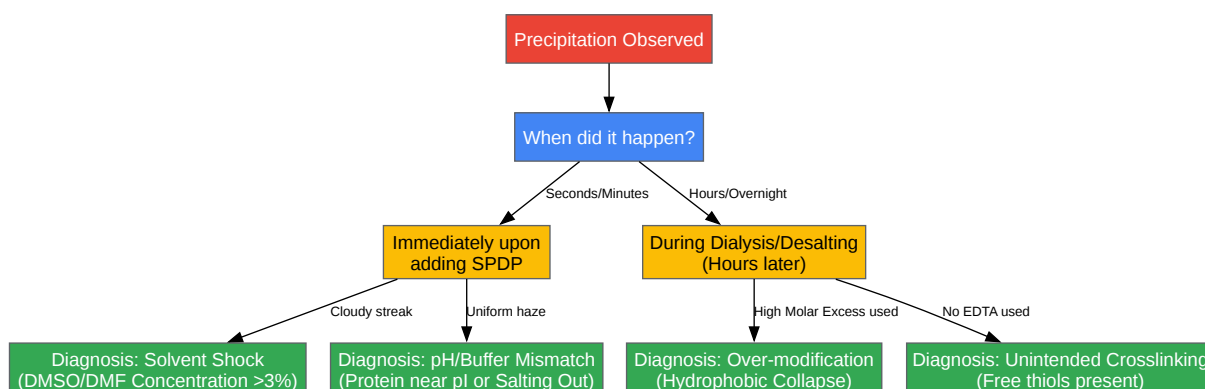 Precipitation Observed
When did it happen?
Seconds/Minutes
Hours/Overnight
Immediately upon
adding SPDP
During Dialysis/Desalting
(Hours later)
Cloudy streak
Uniform haze
High Molar Excess used
No EDTA used
Diagnosis: Solvent Shock
(DMSO/DMF Concentration >3%)
Diagnosis: pH/Buffer Mismatch
(Protein near pI or Salting Out)
Diagnosis: Over-modification
(Hydrophobic Collapse)
Diagnosis: Unintended Crosslinking
(Free thiols present)